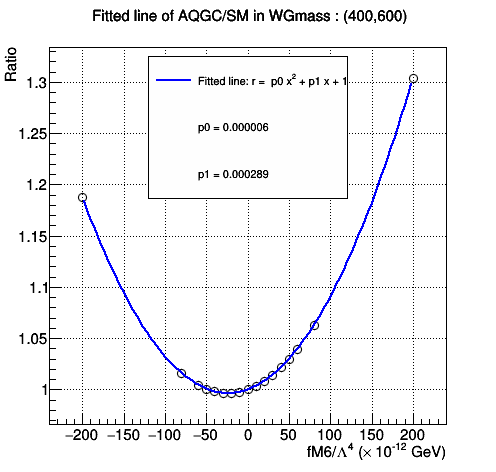 Fitted line of AQGC/SM in WGmass : (400,600)
Ratio
Fitted line: r = p0 x² + p1 x + 1
p0 = 0.000006
p1 = 0.000289
1.3
1.25
1.2
1.15
1.1
1.05
1
−200 −150 −100 −50 0 50 100 150 200
fM6/Λ⁴ (× 10⁻¹² GeV)